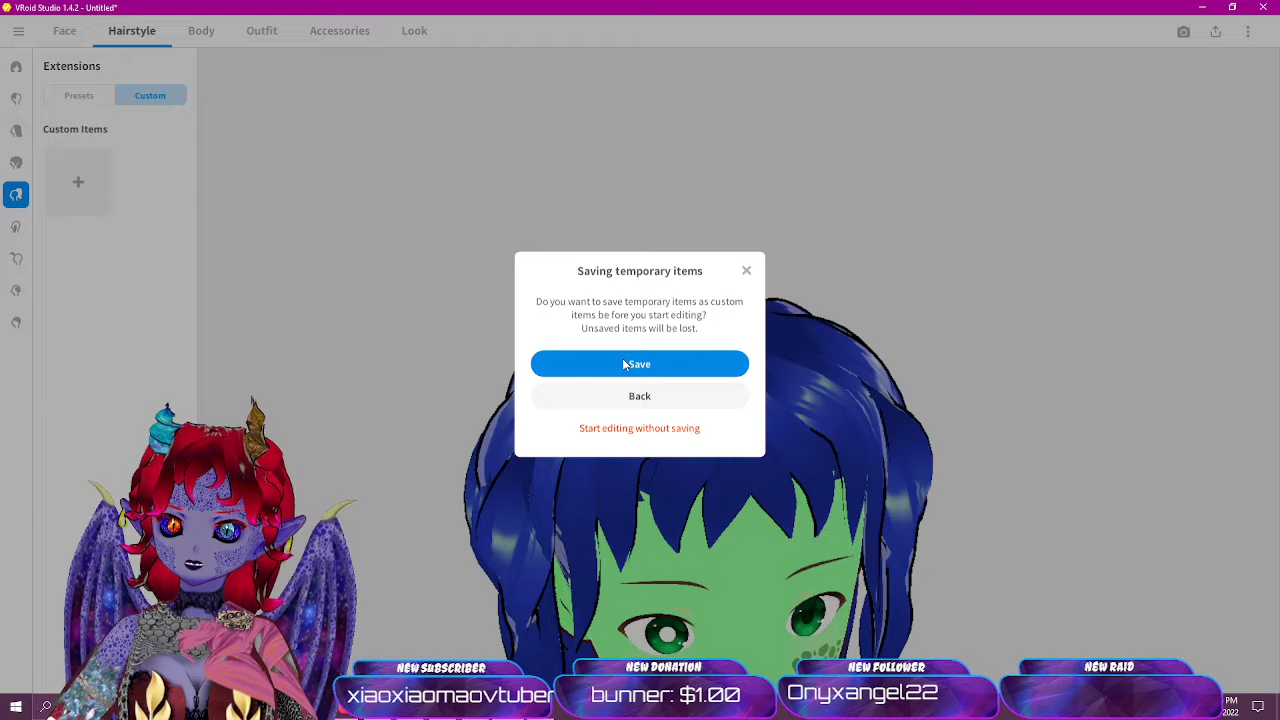 VRoid Studio 1.4.2 - Untitled*
Face
Hairstyle
Body
Outfit
Accessories
Look
Extensions
Presets
Custom
Custom Items
Saving temporary items
Do you want to save temporary items as custom
items be fore you start editing?
Unsaved items will be lost.
Save
Back
Start editing without saving
NEW SUBSCRIBER
NEW DONATION
NEW FOLLOWER
NEW RAID
xiaoxiaomaovtuber
bunner: $1.00
Onyxangel22
PM